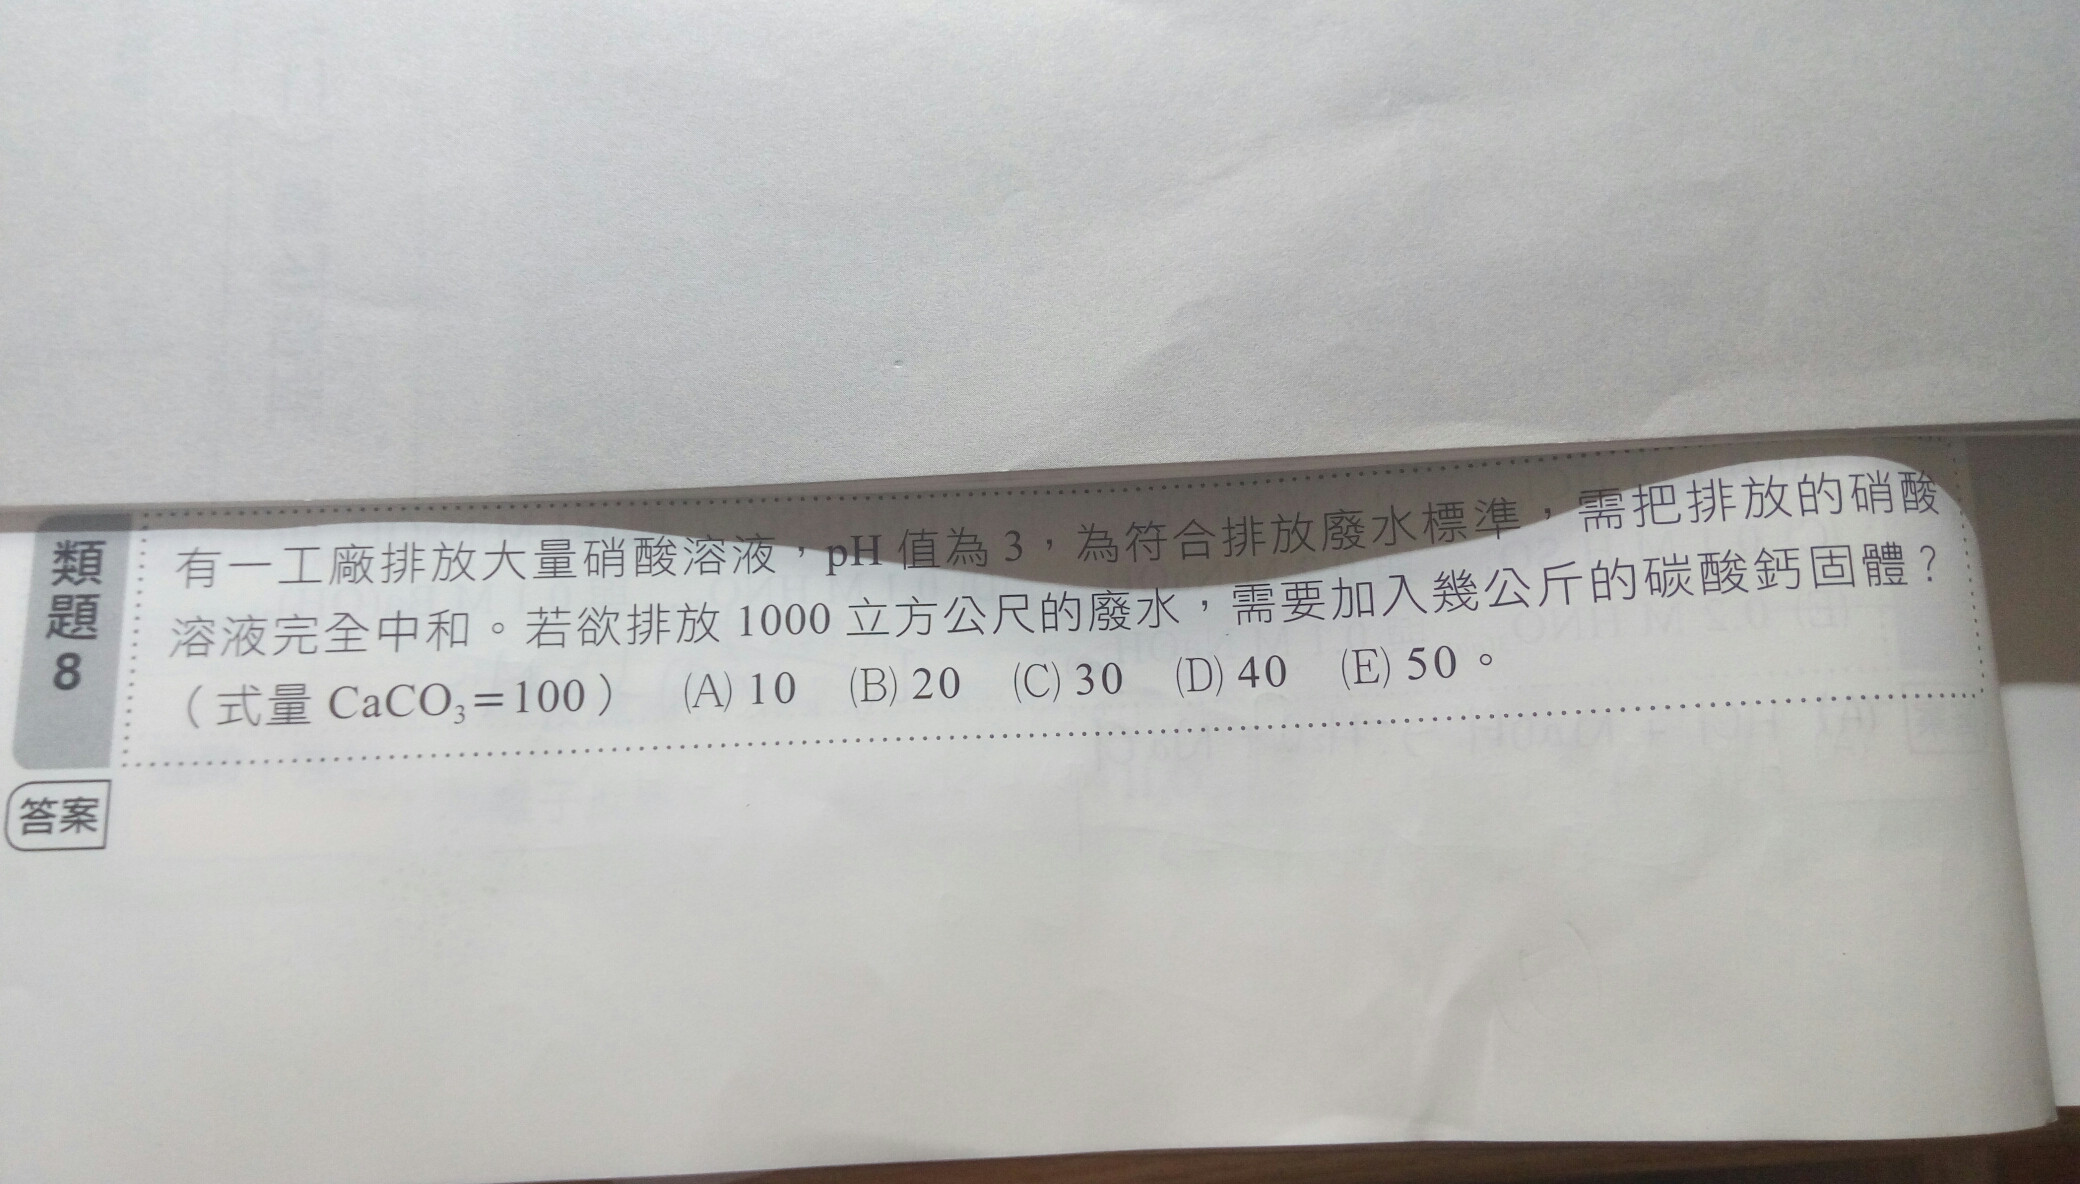 類題8
有一工廠排放大量硝酸溶液，pH 值為 3，為符合排放廢水標準，需把排放的硝酸
溶液完全中和。若欲排放 1000 立方公尺的廢水，需要加入幾公斤的碳酸鈣固體？
（式量 CaCO₃=100） (A) 10 (B) 20 (C) 30 (D) 40 (E) 50。
答案